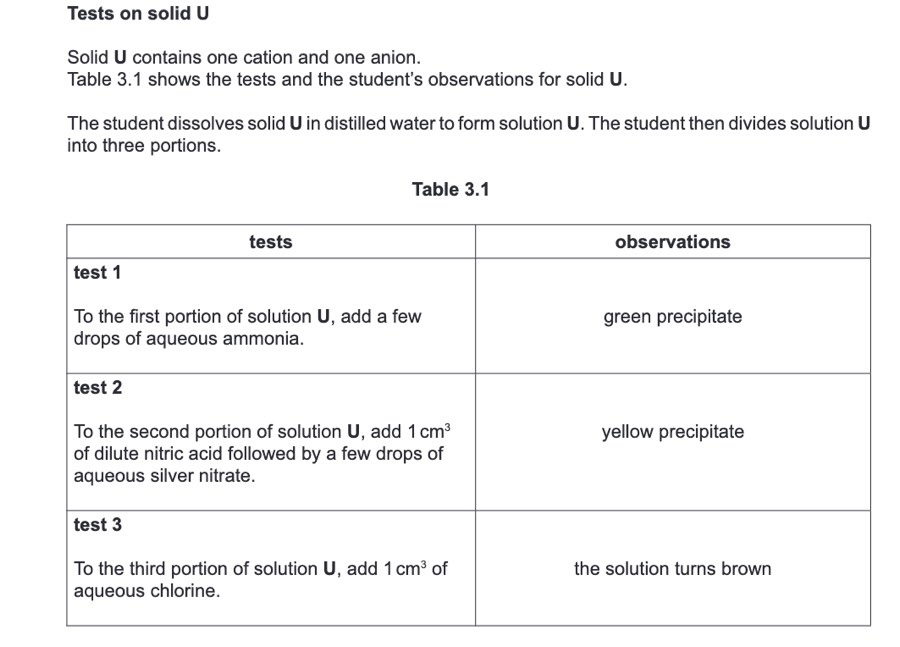 Tests on solid U
Solid U contains one cation and one anion.
Table 3.1 shows the tests and the student’s observations for solid U.
The student dissolves solid U in distilled water to form solution U. The student then divides solution U
into three portions.
Table 3.1
tests
observations
test 1
To the first portion of solution U, add a few
drops of aqueous ammonia.
green precipitate
test 2
To the second portion of solution U, add 1 cm³
of dilute nitric acid followed by a few drops of
aqueous silver nitrate.
yellow precipitate
test 3
To the third portion of solution U, add 1 cm³ of
aqueous chlorine.
the solution turns brown